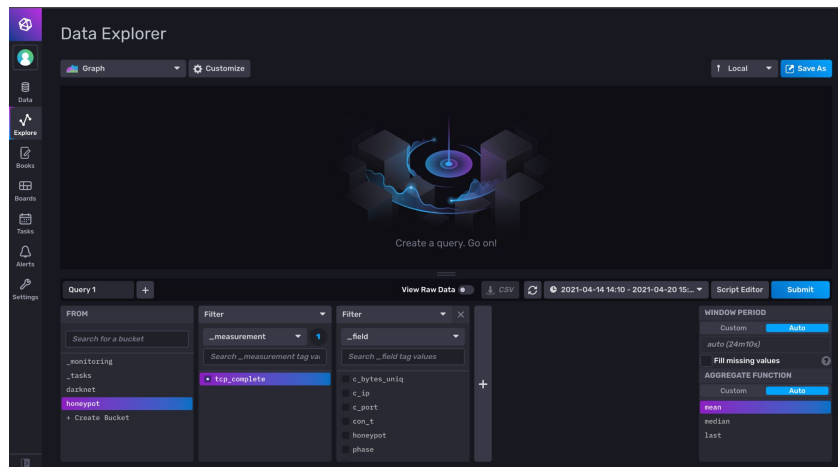 Data Explorer
Graph
Customize
Local
Save As
Data
Explore
Books
Boards
Tasks
Alerts
Settings
Create a query. Go on!
Query 1
+
View Raw Data
CSV
2021-04-14 14:10 - 2021-04-20 15:...
Script Editor
Submit
FROM
Search for a bucket
_monitoring
_tasks
darknet
honeypot
+ Create Bucket
Filter
_measurement
1
Search _measurement tag val
tcp_complete
Filter
_field
Search _field tag values
c_bytes_uniq
c_ip
c_port
con_t
honeypot
phase
+
WINDOW PERIOD
Custom
Auto
auto (24m10s)
Fill missing values
?
AGGREGATE FUNCTION
Custom
Auto
mean
median
last